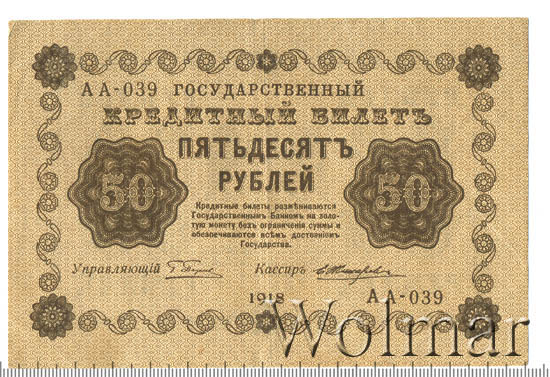 АА-039 ГОСУДАРСТВЕННЫЙ
КРЕДИТНЫЙ БИЛЕТЪ
ПЯТЬДЕСЯТЪ
РУБЛЕЙ
50
50
Кредитные билеты размѣниваются
Государственнымъ Банкомъ на золо-
тую монету безъ ограниченія суммы и
обезпечиваются всѣмъ достояніемъ
Государства.
Управляющій
Кассиръ
1918
АА-039
Wolmar